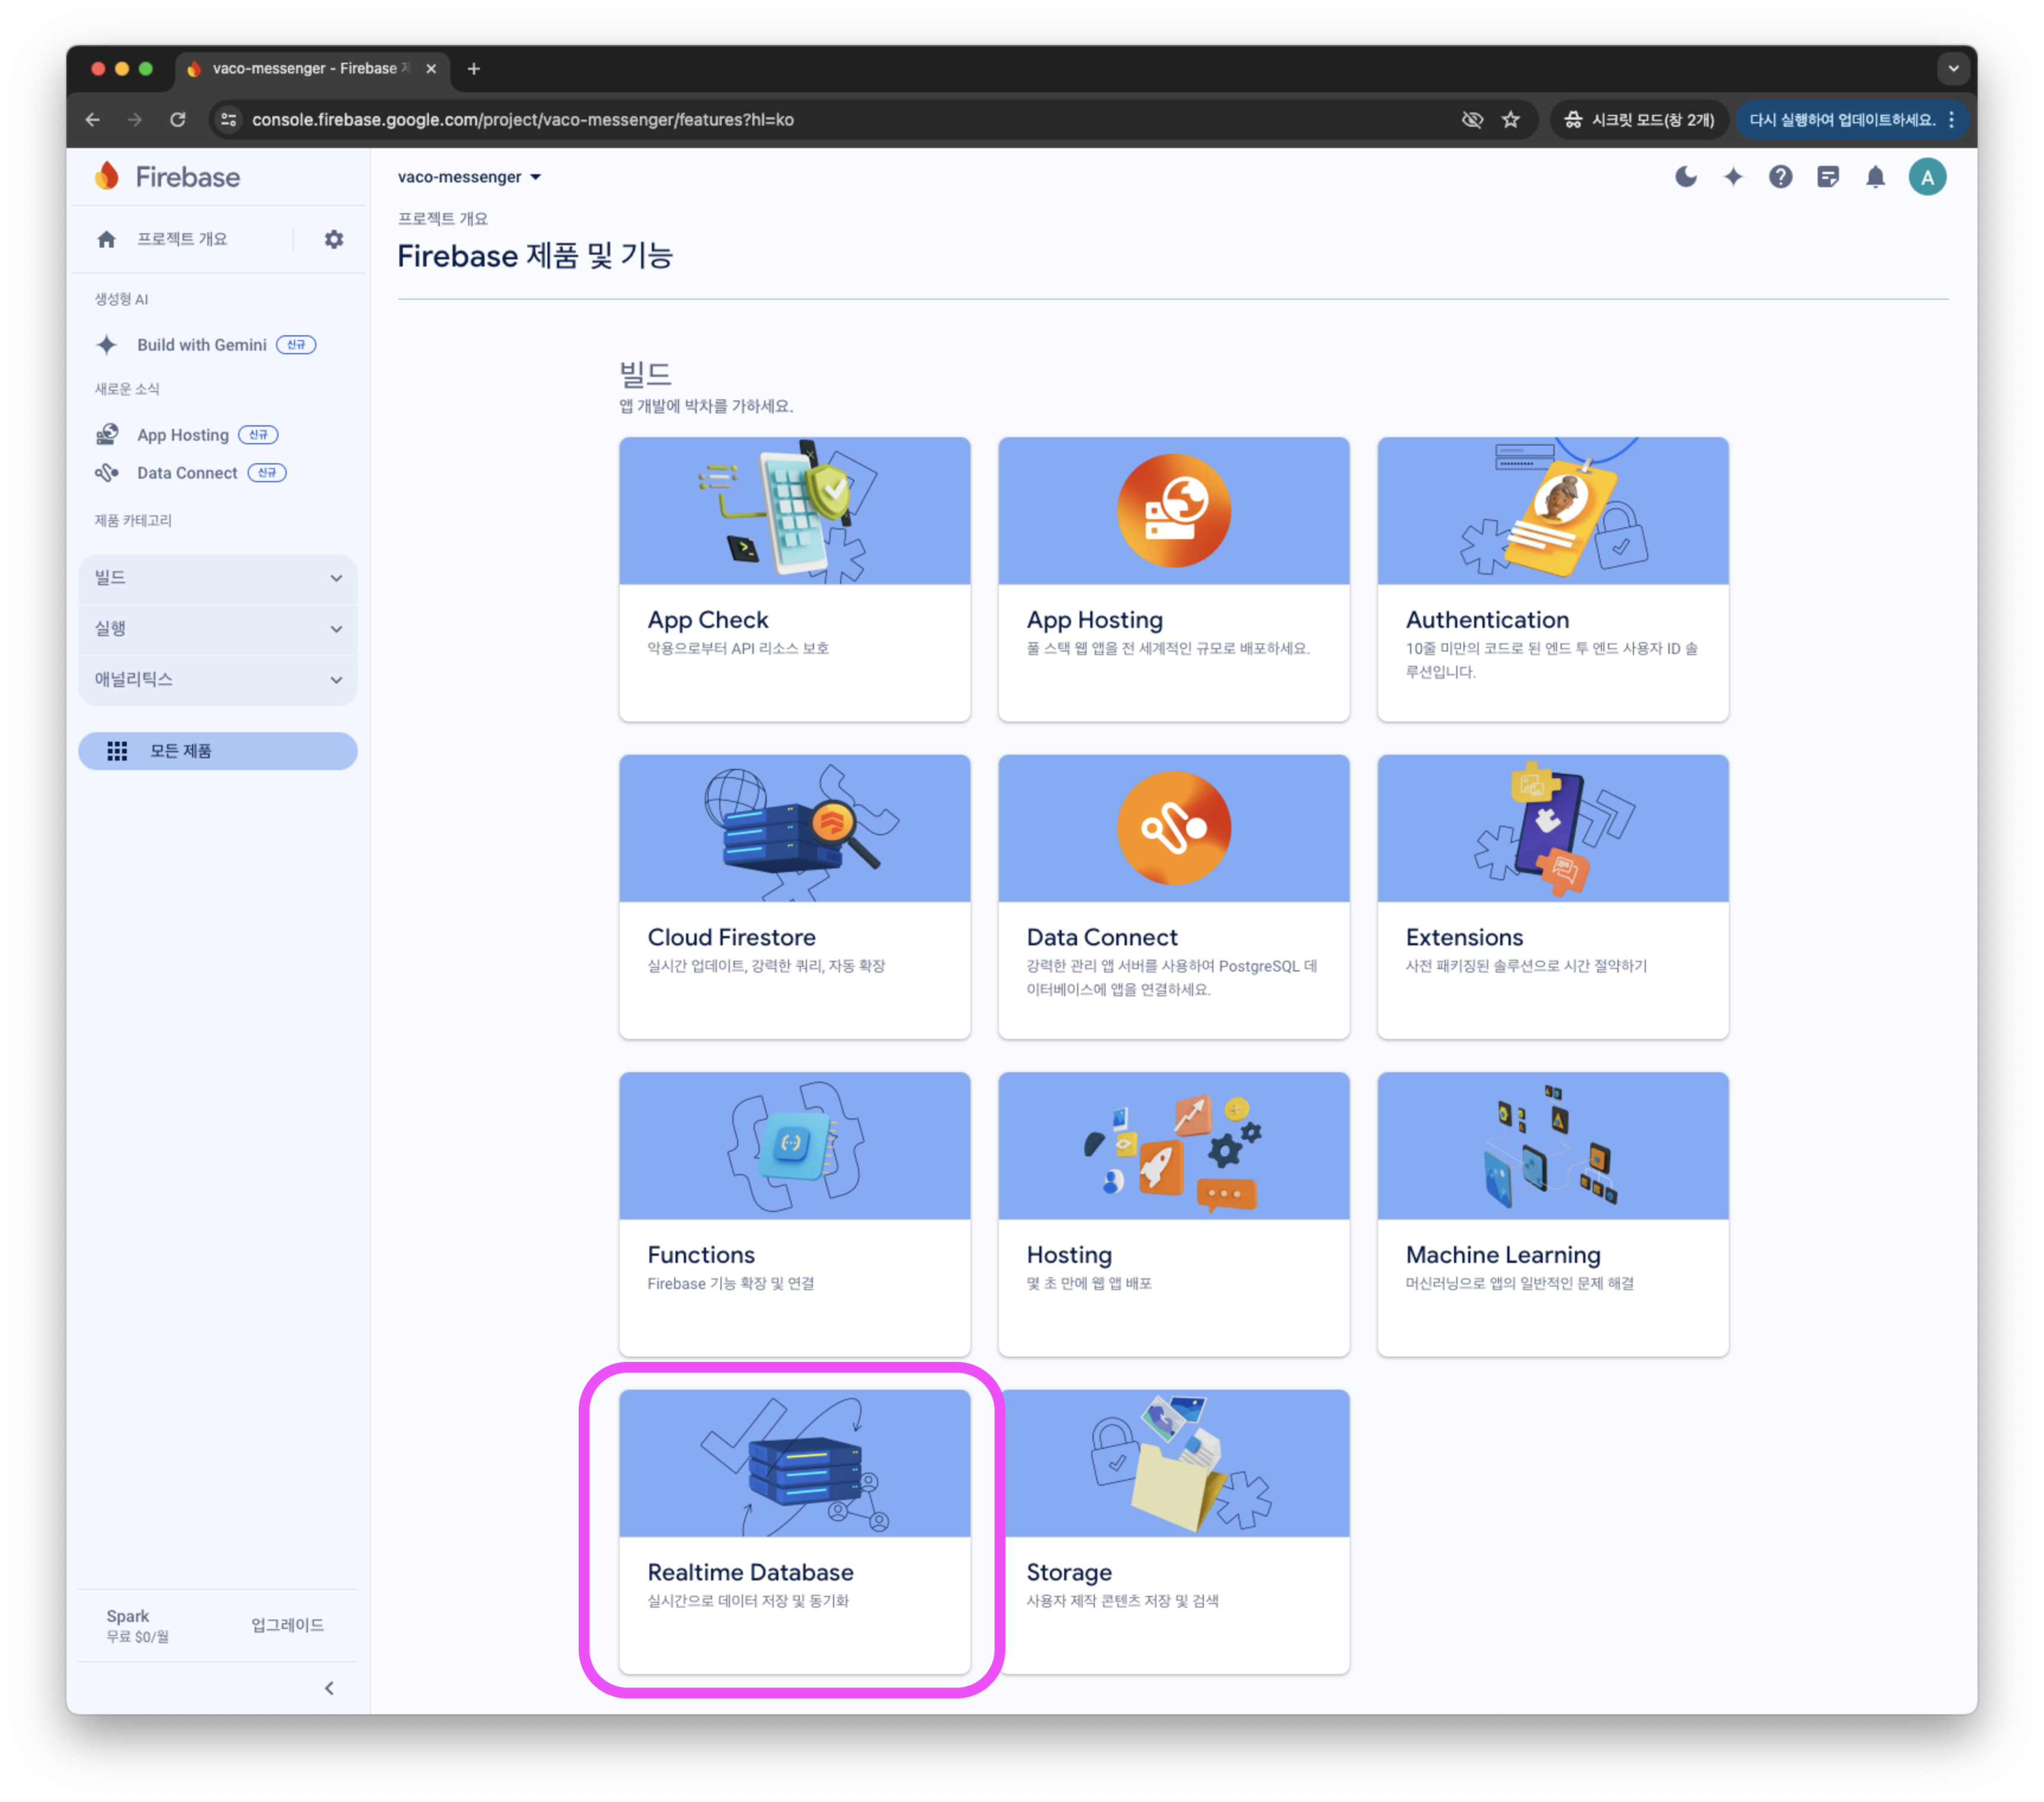 vaco-messenger - Firebase 제
console.firebase.google.com/project/vaco-messenger/features?hl=ko
시크릿 모드(창 2개)
다시 실행하여 업데이트하세요.
Firebase
vaco-messenger
A
프로젝트 개요
프로젝트 개요
Firebase 제품 및 기능
생성형 AI
Build with Gemini 신규
새로운 소식
App Hosting 신규
Data Connect 신규
제품 카테고리
빌드
실행
애널리틱스
모든 제품
Spark
무료 $0/월
업그레이드
빌드
앱 개발에 박차를 가하세요.
App Check
악용으로부터 API 리소스 보호
App Hosting
풀 스택 웹 앱을 전 세계적인 규모로 배포하세요.
Authentication
10줄 미만의 코드로 된 엔드 투 엔드 사용자 ID 솔
루션입니다.
Cloud Firestore
실시간 업데이트, 강력한 쿼리, 자동 확장
Data Connect
강력한 관리 앱 서버를 사용하여 PostgreSQL 데
이터베이스에 앱을 연결하세요.
Extensions
사전 패키징된 솔루션으로 시간 절약하기
Functions
Firebase 기능 확장 및 연결
Hosting
몇 초 만에 웹 앱 배포
Machine Learning
머신러닝으로 앱의 일반적인 문제 해결
Realtime Database
실시간으로 데이터 저장 및 동기화
Storage
사용자 제작 콘텐츠 저장 및 검색